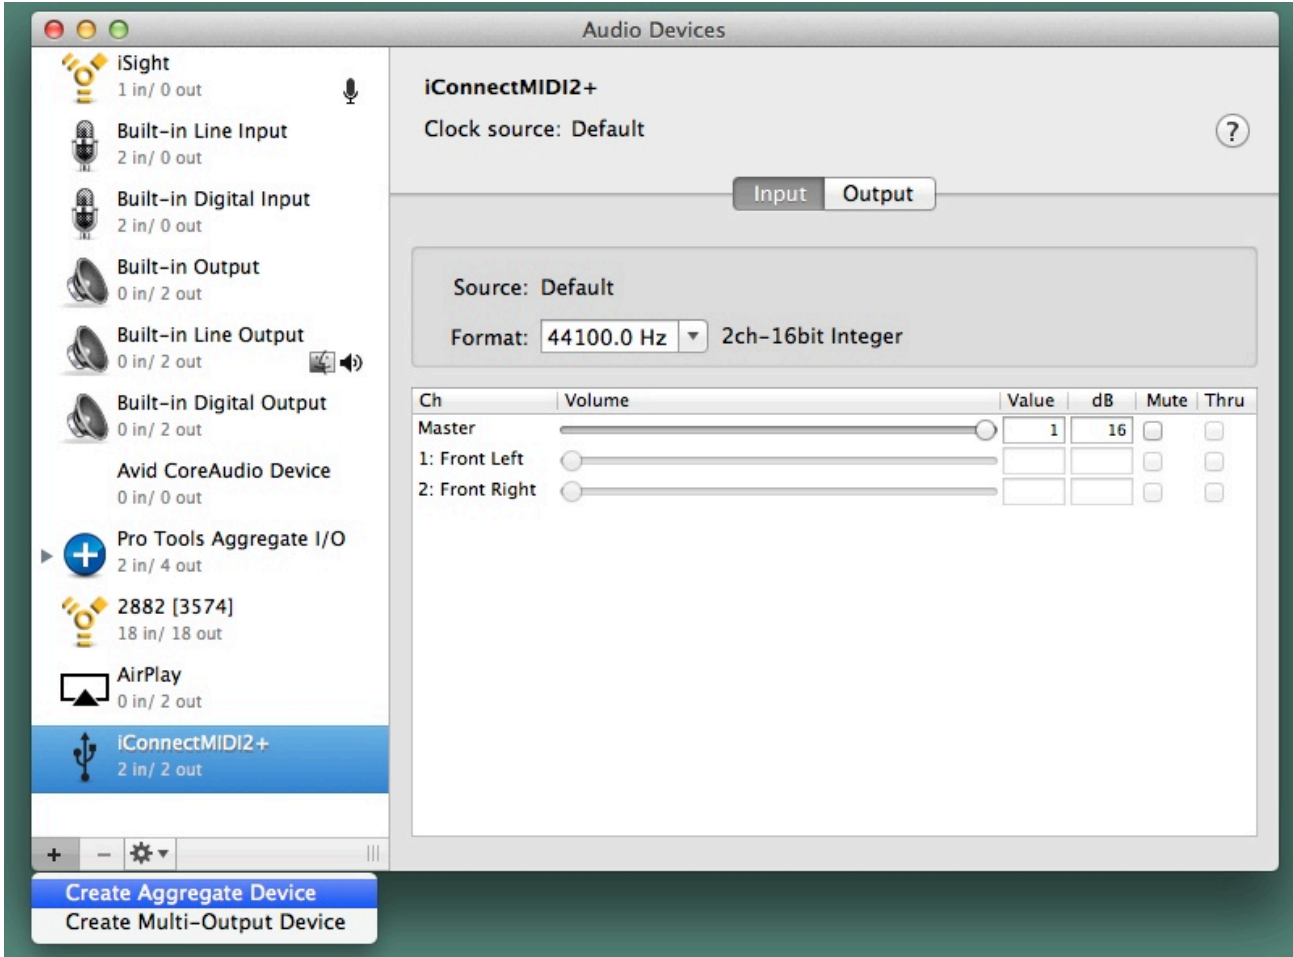 Audio Devices
iSight
1 in/ 0 out
Built-in Line Input
2 in/ 0 out
Built-in Digital Input
2 in/ 0 out
Built-in Output
0 in/ 2 out
Built-in Line Output
0 in/ 2 out
Built-in Digital Output
0 in/ 2 out
Avid CoreAudio Device
0 in/ 0 out
Pro Tools Aggregate I/O
2 in/ 4 out
2882 [3574]
18 in/ 18 out
AirPlay
0 in/ 2 out
iConnectMIDI2+
2 in/ 2 out
+ −
Create Aggregate Device
Create Multi-Output Device
iConnectMIDI2+
Clock source: Default
?
Input Output
Source: Default
Format: 44100.0 Hz 2ch-16bit Integer
Ch Volume Value dB Mute Thru
Master 1 16
1: Front Left
2: Front Right